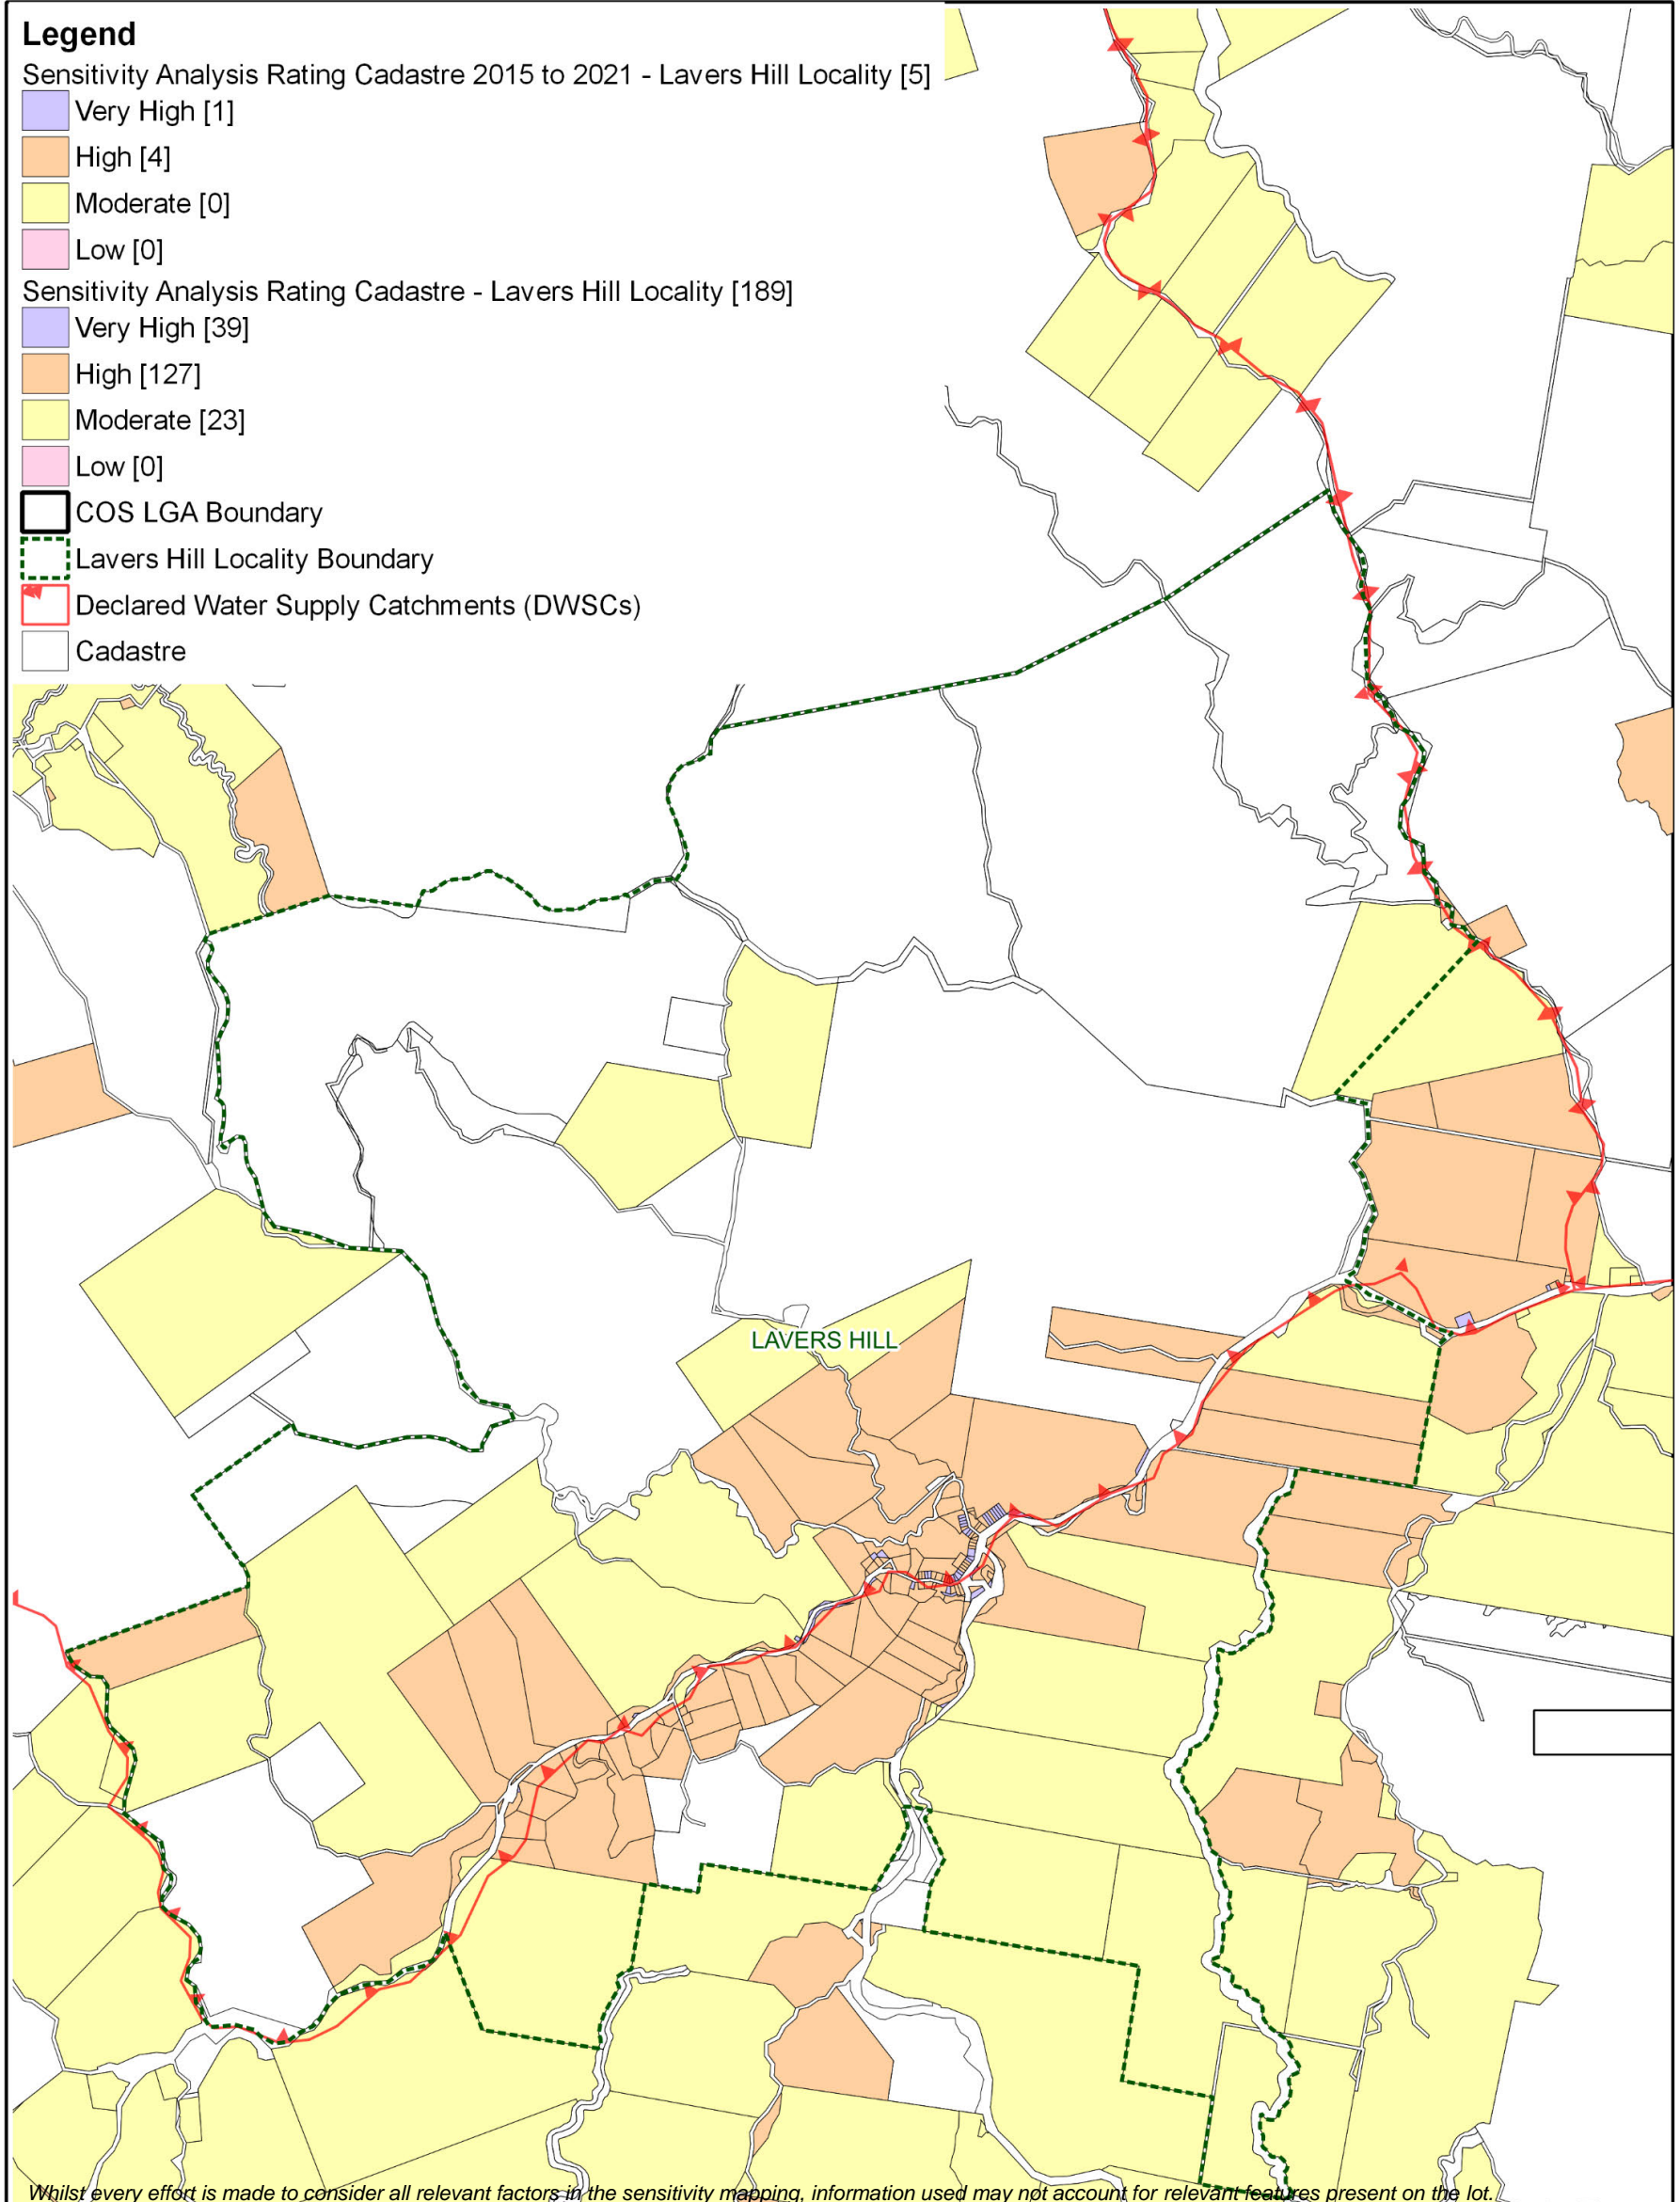 Legend
Sensitivity Analysis Rating Cadastre 2015 to 2021 - Lavers Hill Locality [5]
Very High [1]
High [4]
Moderate [0]
Low [0]
Sensitivity Analysis Rating Cadastre - Lavers Hill Locality [189]
Very High [39]
High [127]
Moderate [23]
Low [0]
COS LGA Boundary
Lavers Hill Locality Boundary
Declared Water Supply Catchments (DWSCs)
Cadastre
LAVERS HILL
Whilst every effort is made to consider all relevant factors in the sensitivity mapping, information used may not account for relevant features present on the lot.